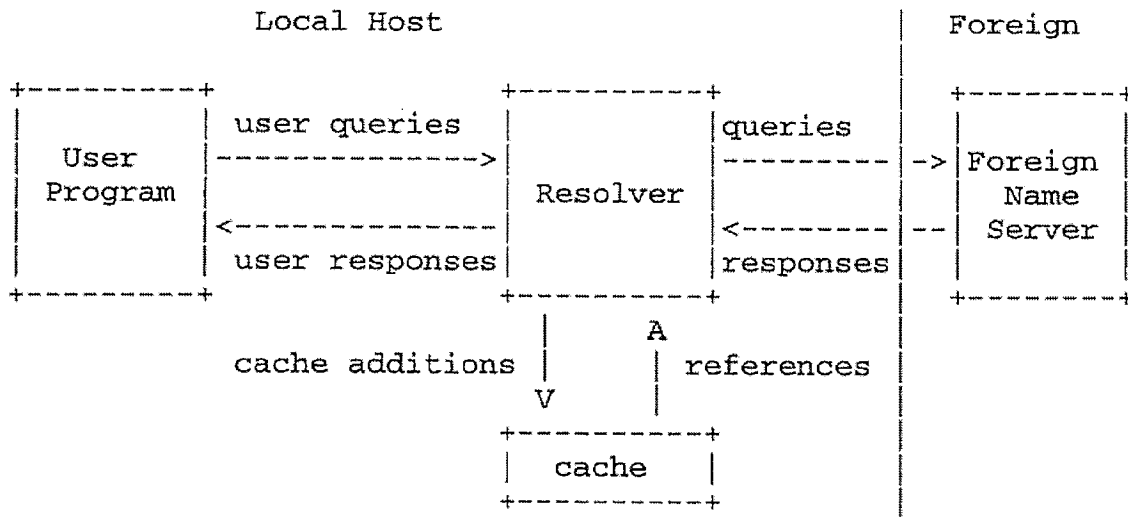 Local Host
Foreign
user queries
queries
User
Program
Resolver
Foreign
Name
Server
user responses
responses
A
cache additions
references
V
cache